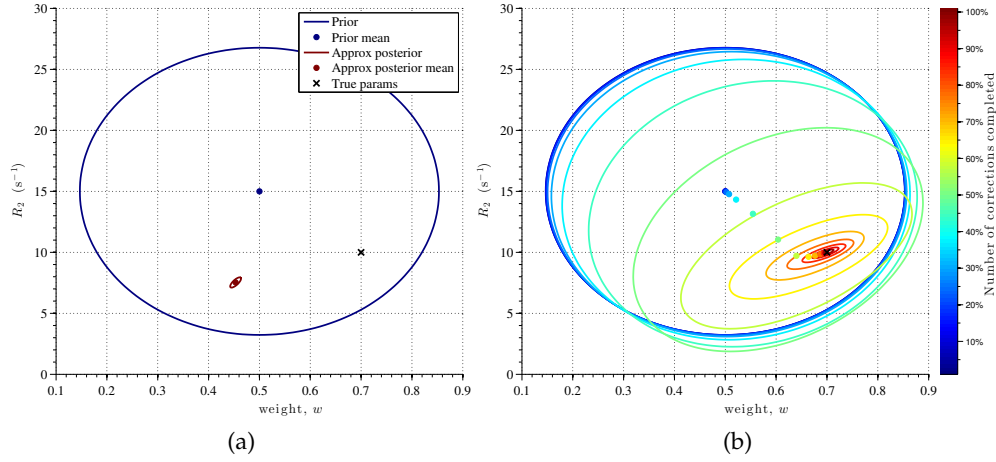 30
25
20
15
10
5
0
R₂ (s⁻¹)
0.1 0.2 0.3 0.4 0.5 0.6 0.7 0.8 0.9
weight, w
Prior
Prior mean
Approx posterior
Approx posterior mean
True params
(a)
30
25
20
15
10
5
0
R₂ (s⁻¹)
0.1 0.2 0.3 0.4 0.5 0.6 0.7 0.8 0.9
weight, w
100%
90%
80%
70%
60%
50%
40%
30%
20%
10%
1%
Number of corrections completed
(b)